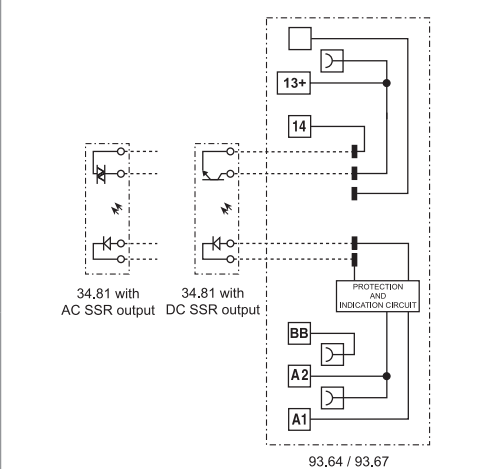 13+
14
34.81 with
AC SSR output
34.81 with
DC SSR output
PROTECTION
AND
INDICATION CIRCUIT
BB
A2
A1
93.64 / 93.67